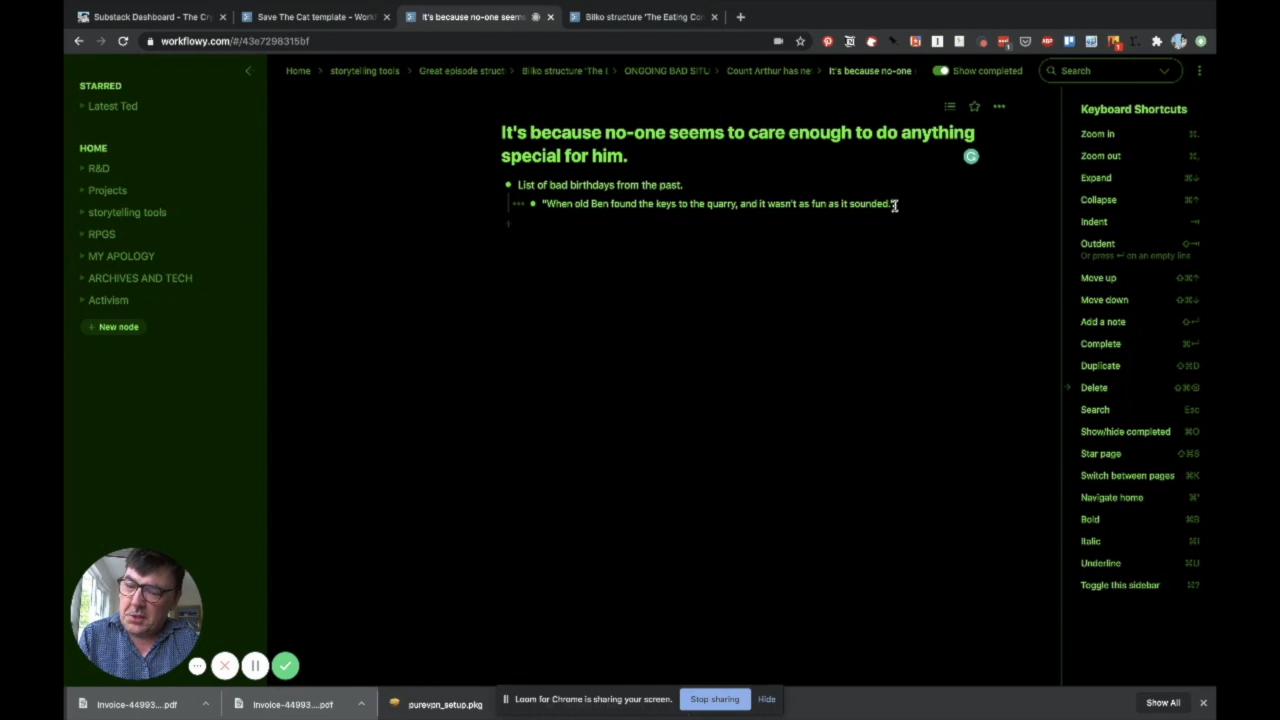 Substack Dashboard - The Cr
Save The Cat template - Workf
It's because no-one seems
Bilko structure 'The Eating Con
workflowy.com/#/43e7298315bf
STARRED
Latest Ted
HOME
R&D
Projects
storytelling tools
RPGS
MY APOLOGY
ARCHIVES AND TECH
Activism
+ New node
Home > storytelling tools > Great episode struct > Bilko structure 'The E > ONGOING BAD SITU > Count Arthur has ne > It's because no-one
Show completed
Search
It's because no-one seems to care enough to do anything
special for him.
List of bad birthdays from the past.
"When old Ben found the keys to the quarry, and it wasn't as fun as it sounded."
Keyboard Shortcuts
Zoom in ⌘.
Zoom out ⌘,
Expand ⌘↓
Collapse ⌘↑
Indent
Outdent
Or press ↵ on an empty line
Move up ⇧⌘↑
Move down ⇧⌘↓
Add a note ⇧↵
Complete ⌘↵
Duplicate ⇧⌘D
Delete ⇧⌘⌫
Search Esc
Show/hide completed ⌘O
Star page ⇧⌘S
Switch between pages ⌘K
Navigate home ⌘'
Bold ⌘B
Italic ⌘I
Underline ⌘U
Toggle this sidebar ⌘?
Invoice-44993....pdf
Invoice-44993....pdf
purevpn_setup.pkg
Loom for Chrome is sharing your screen.
Stop sharing
Hide
Show All